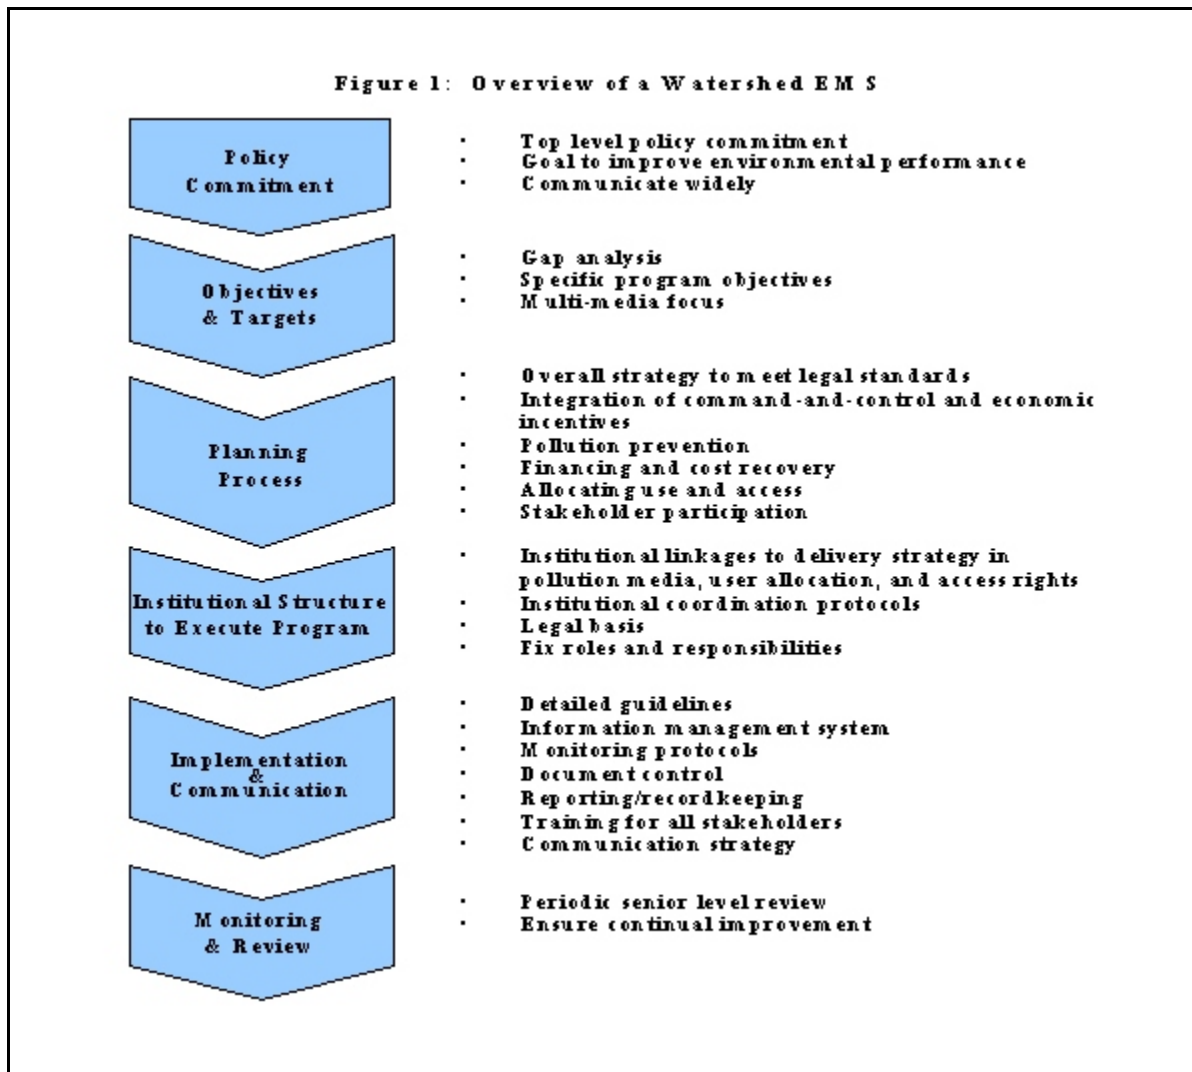 Figure 1: Overview of a Watershed EMS
Policy
Commitment
· Top level policy commitment
· Goal to improve environmental performance
· Communicate widely
Objectives
& Targets
· Gap analysis
· Specific program objectives
· Multi-media focus
Planning
Process
· Overall strategy to meet legal standards
· Integration of command-and-control and economic
incentives
· Pollution prevention
· Financing and cost recovery
· Allocating use and access
· Stakeholder participation
Institutional Structure
to Execute Program
· Institutional linkages to delivery strategy in
pollution media, user allocation, and access rights
· Institutional coordination protocols
· Legal basis
· Fix roles and responsibilities
Implementation
&
Communication
· Detailed guidelines
· Information management system
· Monitoring protocols
· Document control
· Reporting/recordkeeping
· Training for all stakeholders
· Communication strategy
Monitoring
& Review
· Periodic senior level review
· Ensure continual improvement